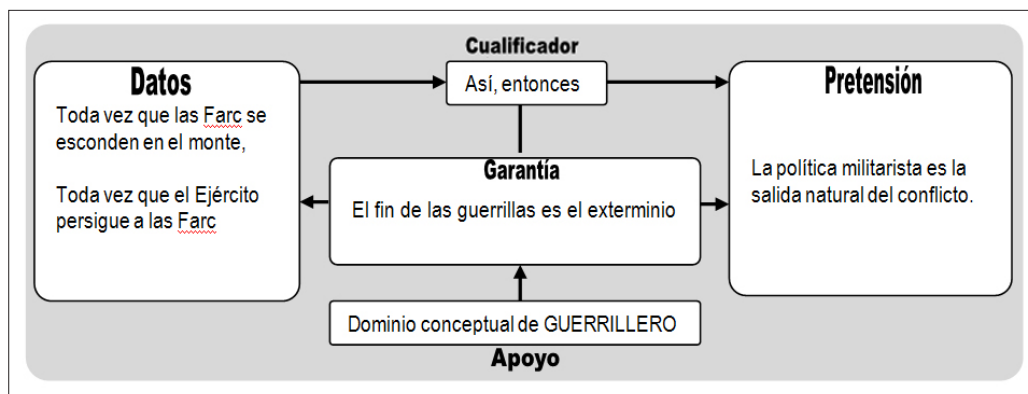 Cualificador
Datos
Así, entonces
Pretensión
Toda vez que las Farc se
esconden en el monte,
Toda vez que el Ejército
persigue a las Farc
Garantía
El fin de las guerrillas es el exterminio
La política militarista es la
salida natural del conflicto.
Dominio conceptual de GUERRILLERO
Apoyo